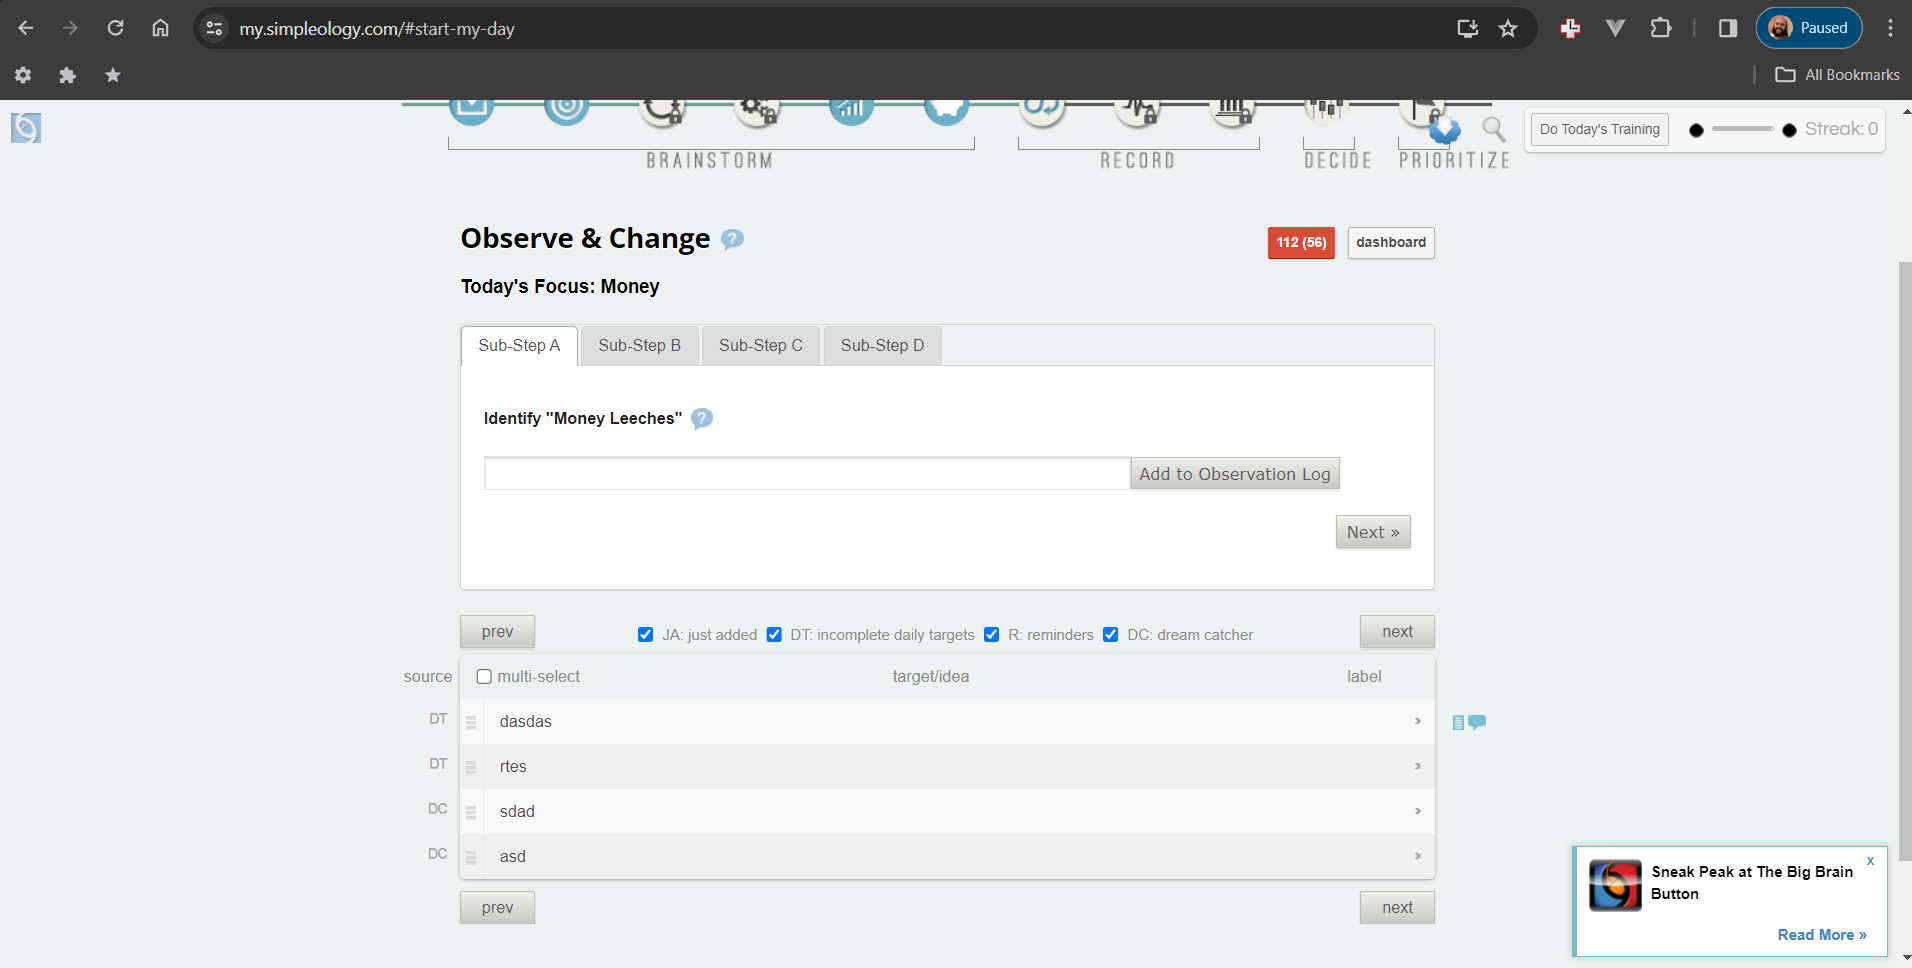 my.simpleology.com/#start-my-day
Paused
All Bookmarks
BRAINSTORM
RECORD
DECIDE
PRIORITIZE
Do Today's Training
Streak: 0
Observe & Change
?
112 (56)
dashboard
Today's Focus: Money
Sub-Step A
Sub-Step B
Sub-Step C
Sub-Step D
Identify "Money Leeches"
?
Add to Observation Log
Next »
prev
JA: just added
DT: incomplete daily targets
R: reminders
DC: dream catcher
next
source
multi-select
target/idea
label
DT
dasdas
DT
rtes
DC
sdad
DC
asd
prev
next
Sneak Peak at The Big Brain
Button
x
Read More »